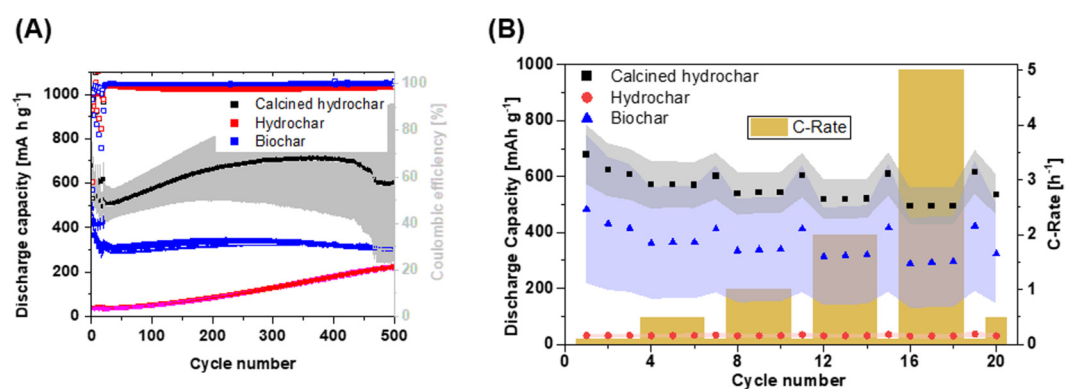 (A)
Discharge capacity [mA h g-1]
1000
800
600
400
200
0
Calcined hydrochar
Hydrochar
Biochar
100
80
60
40
20
0
Coulombic efficiency [%]
0 100 200 300 400 500
Cycle number
(B)
Discharge Capacity [mAh g-1]
1000
800
600
400
200
0
Calcined hydrochar
Hydrochar
Biochar
C-Rate
5
4
3
2
1
0
C-Rate [h-1]
0 4 8 12 16 20
Cycle number